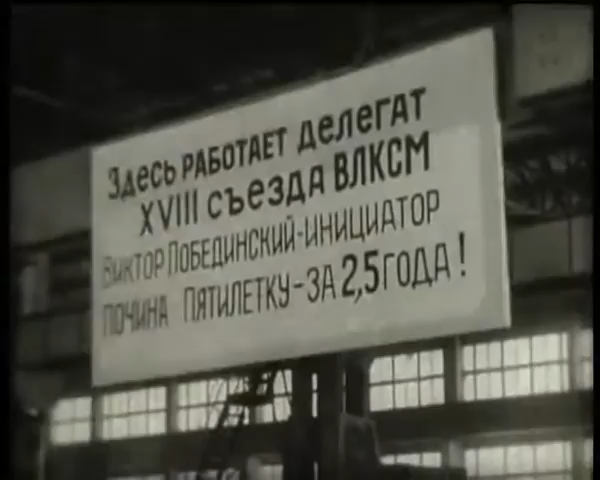 Здесь РАБОТАЕТ делегат
XVIII съезда ВЛКСМ
Виктор Побединский-инициатор
почина пятилетку-за 2,5 года!